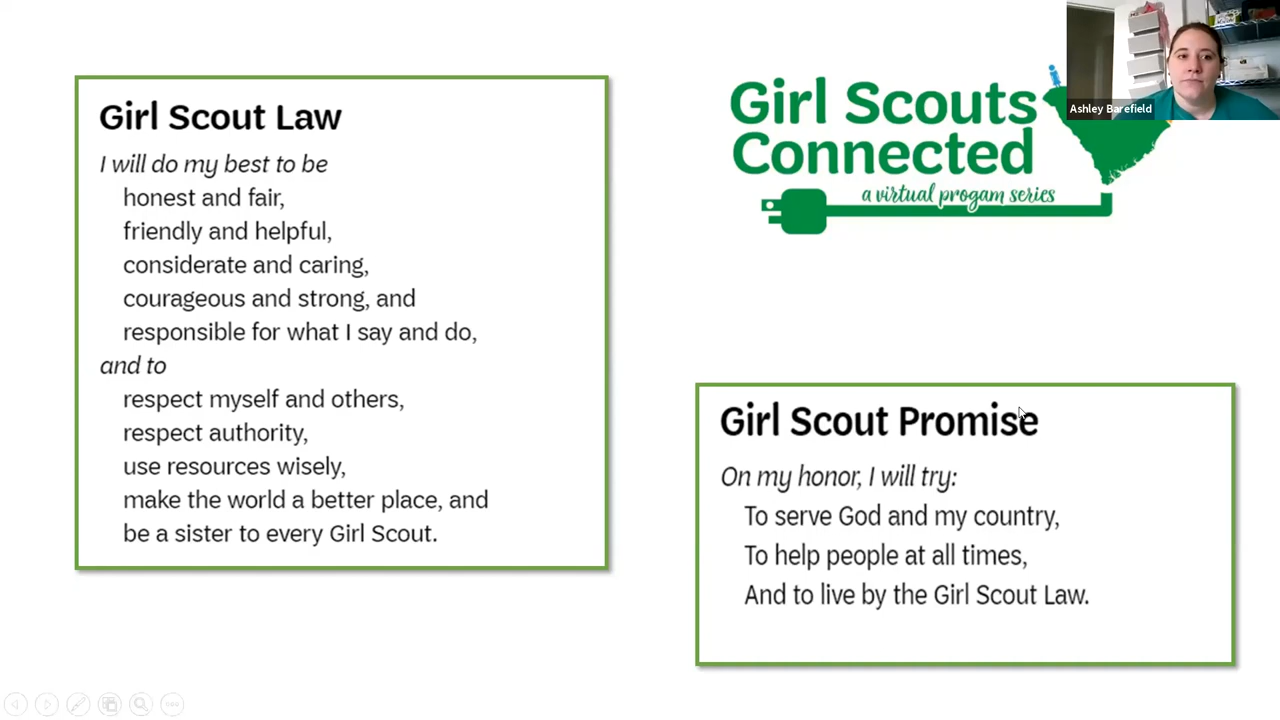 Girl Scout Law
I will do my best to be
honest and fair,
friendly and helpful,
considerate and caring,
courageous and strong, and
responsible for what I say and do,
and to
respect myself and others,
respect authority,
use resources wisely,
make the world a better place, and
be a sister to every Girl Scout.
Girl Scouts
Connected
a virtual progam series
Ashley Barefield
Girl Scout Promise
On my honor, I will try:
To serve God and my country,
To help people at all times,
And to live by the Girl Scout Law.